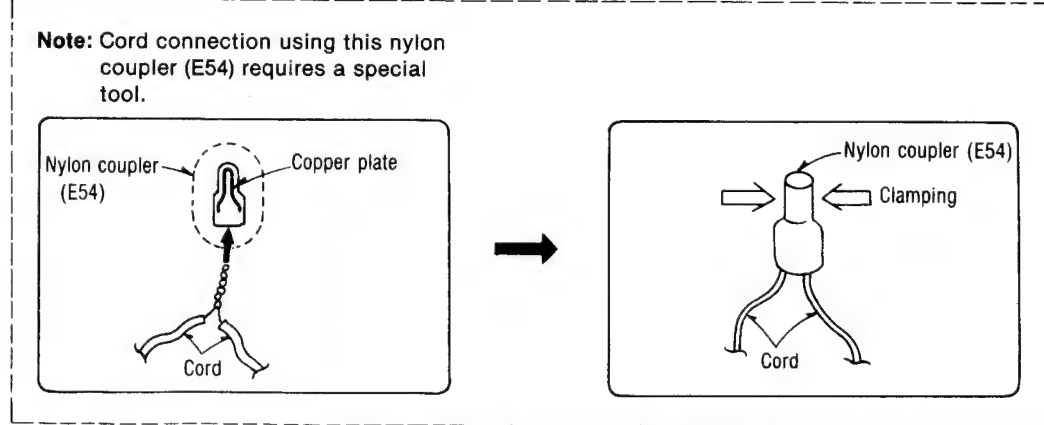 Note: Cord connection using this nylon
coupler (E54) requires a special
tool.
Nylon coupler
(E54)
Copper plate
Cord
Nylon coupler (E54)
Clamping
Cord